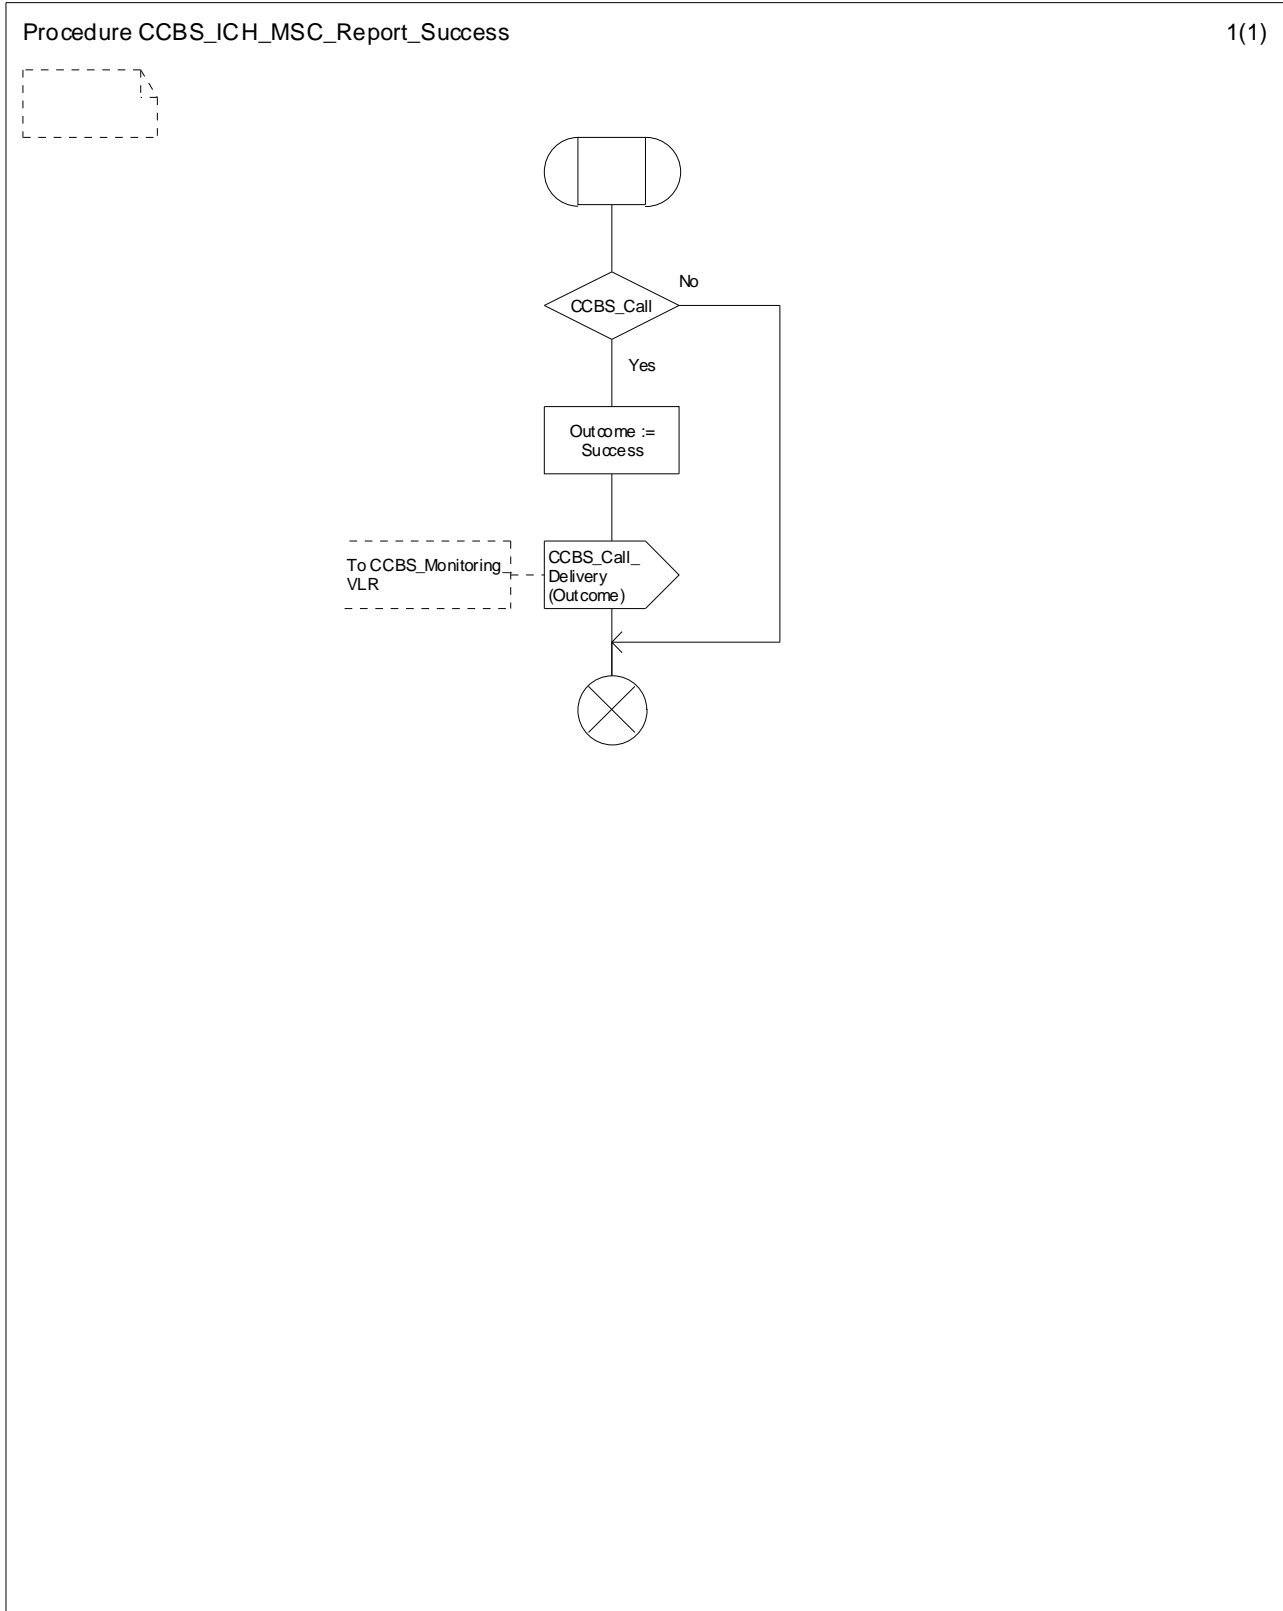 Procedure CCBS_ICH_MSC_Report_Success
1(1)
CCBS_Call
No
Yes
Outcome :=
Success
To CCBS_Monitoring_
VLR
CCBS_Call_
Delivery
(Outcome)